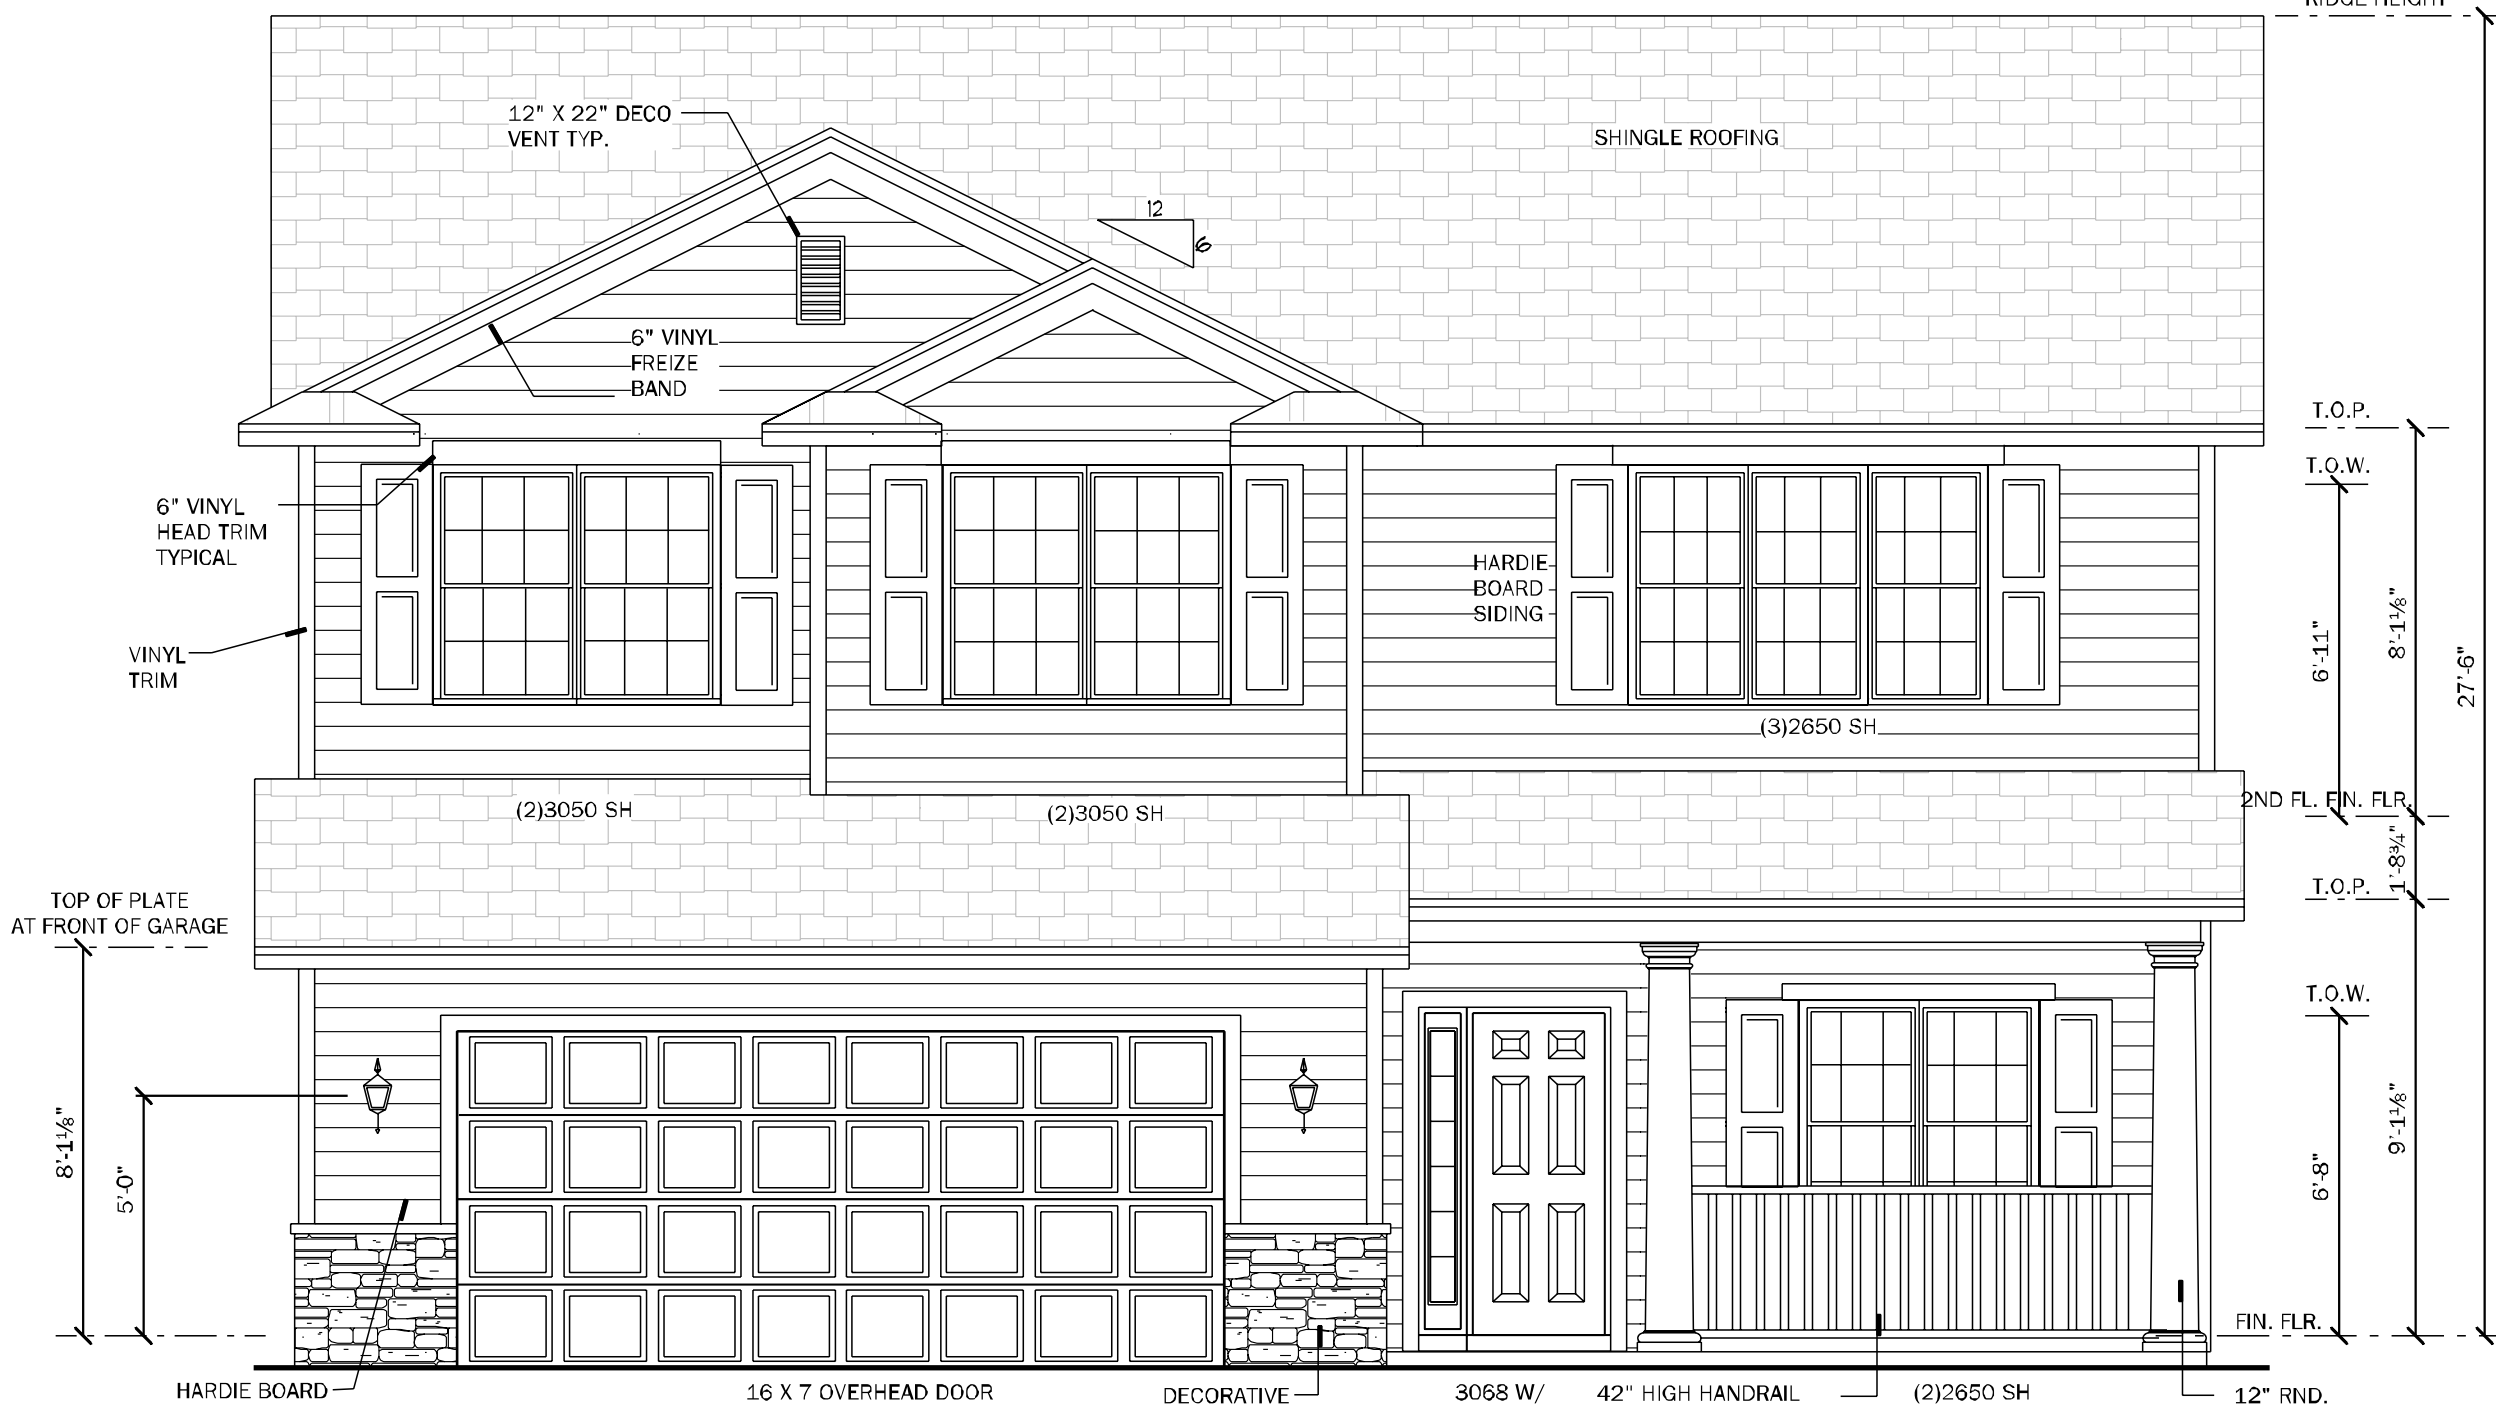 RIDGE HEIGHT
12" X 22" DECO
VENT TYP.
SHINGLE ROOFING
12
6
6" VINYL
FREIZE
BAND
T.O.P.
T.O.W.
6" VINYL
HEAD TRIM
TYPICAL
HARDIE
BOARD
SIDING
VINYL
TRIM
6'-11"
8'-1⅛"
27'-6"
(3)2650 SH
(2)3050 SH
(2)3050 SH
2ND FL. FIN. FLR.
1'-8¾"
T.O.P.
TOP OF PLATE
AT FRONT OF GARAGE
T.O.W.
8'-1⅛"
5'-0"
6'-8"
9'-1⅛"
FIN. FLR.
HARDIE BOARD
16 X 7 OVERHEAD DOOR
DECORATIVE
3068 W/
42" HIGH HANDRAIL
(2)2650 SH
12" RND.